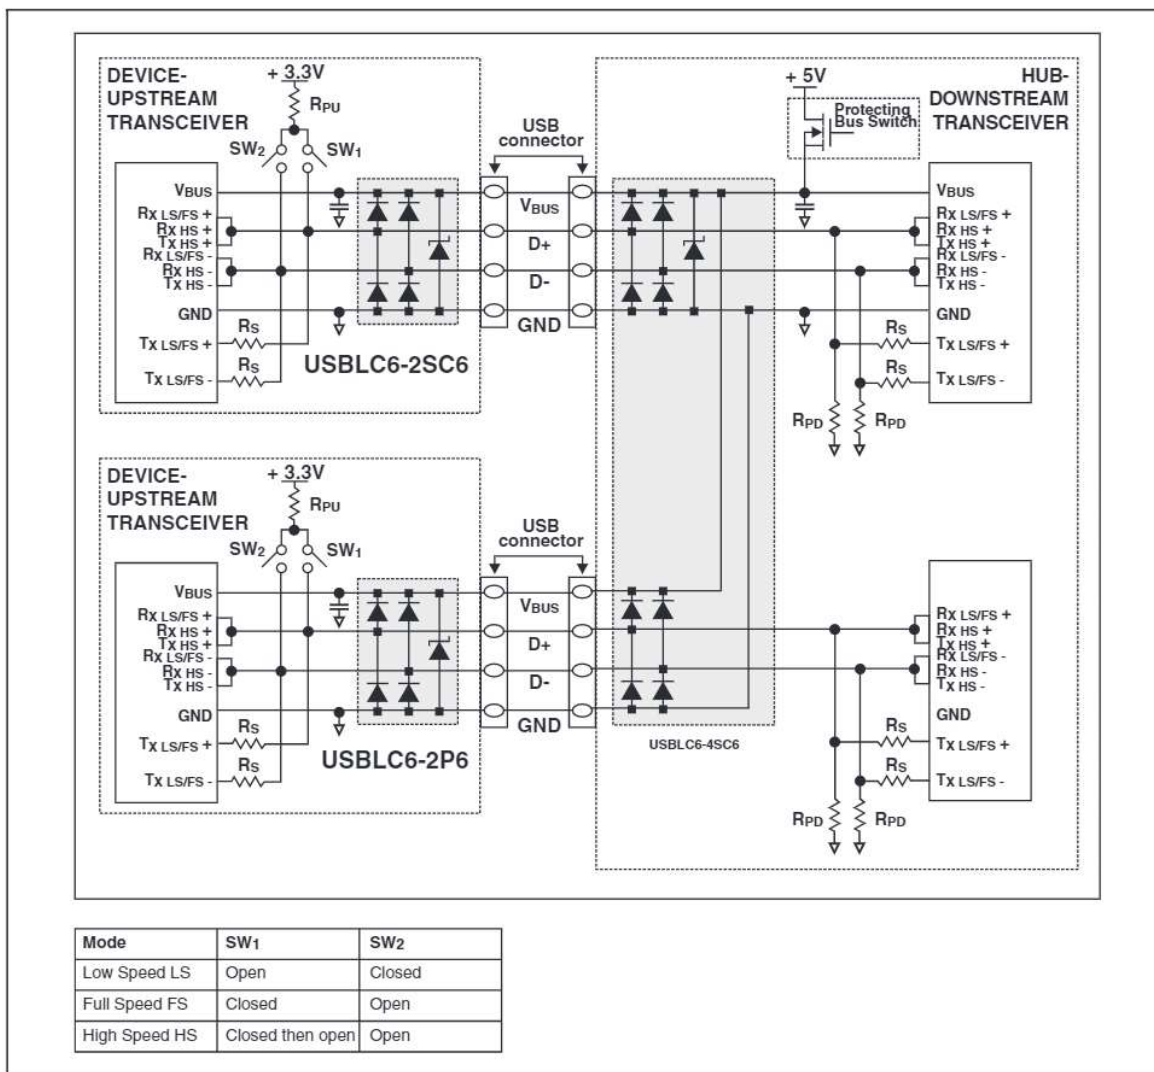 DEVICE-
UPSTREAM
TRANSCEIVER
+ 3.3V
RPU
SW2
SW1
VBUS
RX LS/FS +
RX HS +
TX HS +
RX LS/FS -
RX HS -
TX HS -
GND
TX LS/FS +
TX LS/FS -
RS
RS
USBLC6-2SC6
USB
connector
VBUS
D+
D-
GND
+ 5V
Protecting
Bus Switch
HUB-
DOWNSTREAM
TRANSCEIVER
VBUS
RX LS/FS +
RX HS +
TX HS +
RX LS/FS -
RX HS -
TX HS -
GND
TX LS/FS +
TX LS/FS -
RS
RS
RPD
RPD
DEVICE-
UPSTREAM
TRANSCEIVER
+ 3.3V
RPU
SW2
SW1
VBUS
RX LS/FS +
RX HS +
TX HS +
RX LS/FS -
RX HS -
TX HS -
GND
TX LS/FS +
TX LS/FS -
RS
RS
USBLC6-2P6
USB
connector
VBUS
D+
D-
GND
USBLC6-4SC6
RX LS/FS +
RX HS +
TX HS +
RX LS/FS -
RX HS -
TX HS -
GND
TX LS/FS +
TX LS/FS -
RS
RS
RPD
RPD
Mode SW1 SW2
Low Speed LS Open Closed
Full Speed FS Closed Open
High Speed HS Closed then open Open